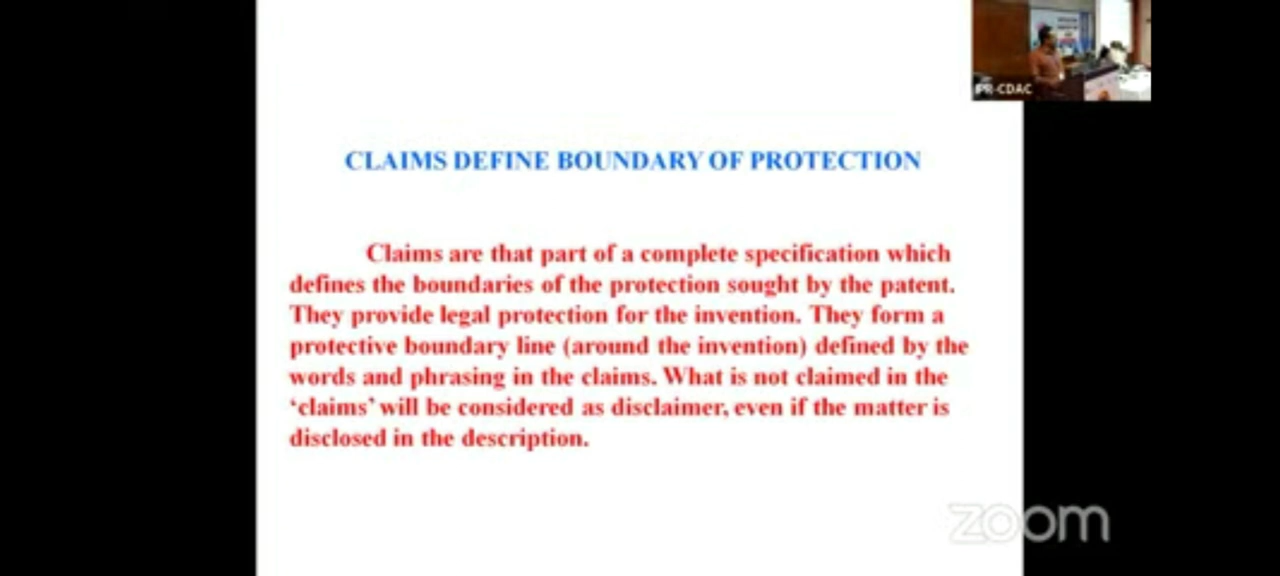 IPR-CDAC
CLAIMS DEFINE BOUNDARY OF PROTECTION
Claims are that part of a complete specification which
defines the boundaries of the protection sought by the patent.
They provide legal protection for the invention. They form a
protective boundary line (around the invention) defined by the
words and phrasing in the claims. What is not claimed in the
‘claims’ will be considered as disclaimer, even if the matter is
disclosed in the description.
zoom